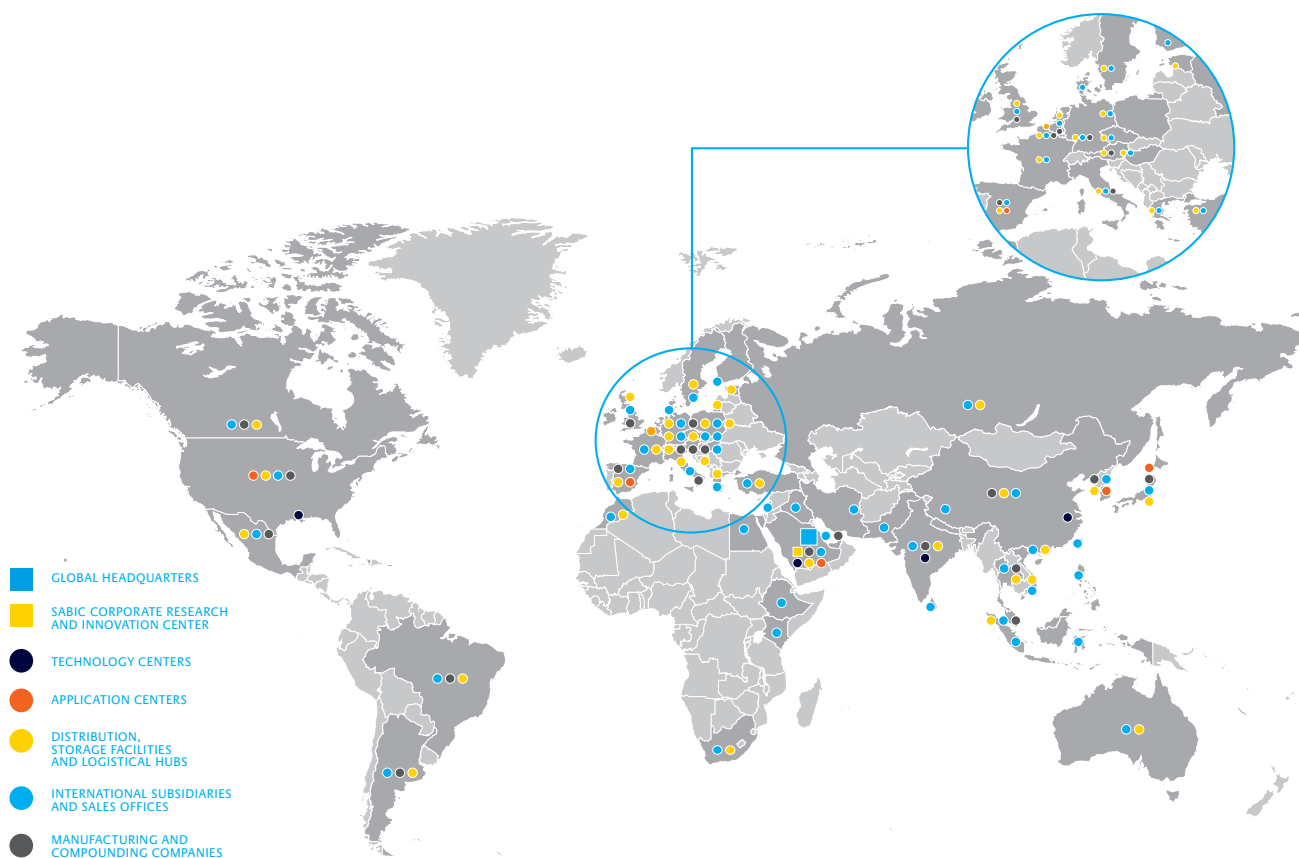 GLOBAL HEADQUARTERS
SABIC CORPORATE RESEARCH
AND INNOVATION CENTER
TECHNOLOGY CENTERS
APPLICATION CENTERS
DISTRIBUTION,
STORAGE FACILITIES
AND LOGISTICAL HUBS
INTERNATIONAL SUBSIDIARIES
AND SALES OFFICES
MANUFACTURING AND
COMPOUNDING COMPANIES